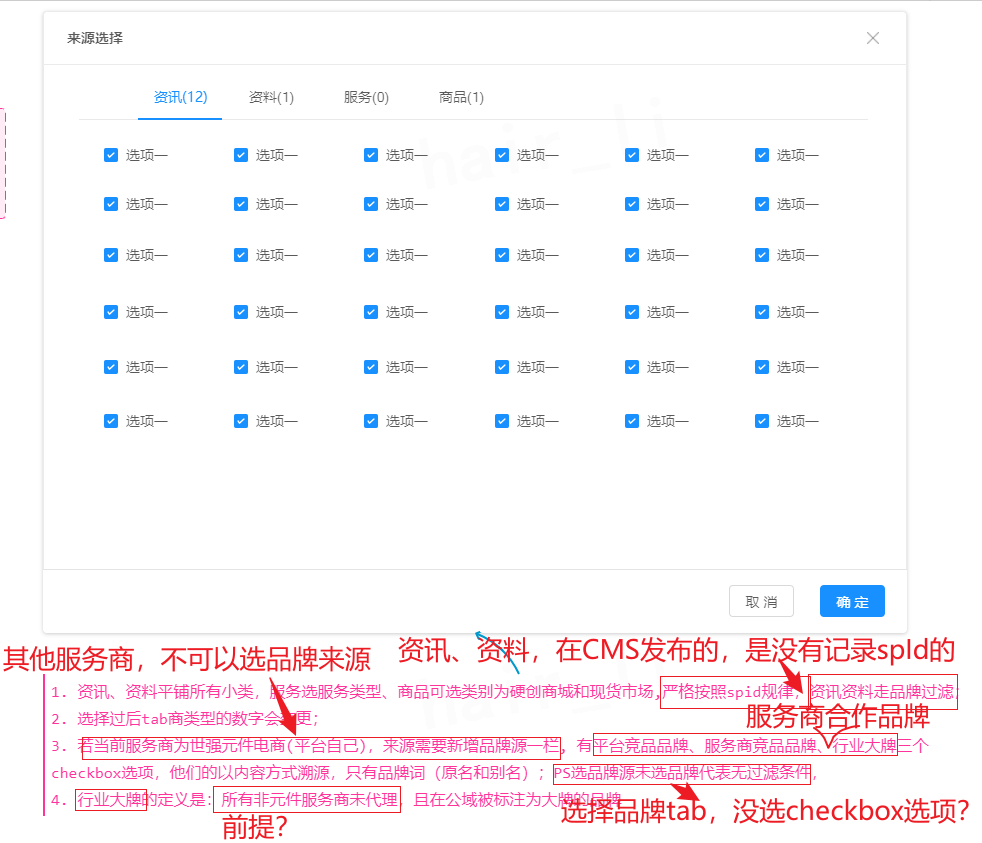 来源选择
资讯(12) 资料(1) 服务(0) 商品(1)
选项一 选项一 选项一 选项一 选项一 选项一
选项一 选项一 选项一 选项一 选项一 选项一
选项一 选项一 选项一 选项一 选项一 选项一
选项一 选项一 选项一 选项一 选项一 选项一
选项一 选项一 选项一 选项一 选项一 选项一
选项一 选项一 选项一 选项一 选项一 选项一
hair_li
取 消 确 定
其他服务商，不可以选品牌来源
资讯、资料，在CMS发布的，是没有记录spId的
1. 资讯、资料平铺所有小类，服务选服务类型、商品可选类别为硬创商城和现货市场,严格按照spid规律，资讯资料走品牌过滤；
服务商合作品牌
2. 选择过后tab商类型的数字会变更；
3. 若当前服务商为世强元件电商(平台自己)，来源需要新增品牌源一栏，有平台竞品品牌、服务商竞品品牌、行业大牌三个
checkbox选项，他们的以内容方式溯源，只有品牌词（原名和别名）；PS选品牌源未选品牌代表无过滤条件，
4. 行业大牌的定义是：所有非元件服务商未代理，且在公域被标注为大牌的品牌
选择品牌tab，没选checkbox选项？
前提？